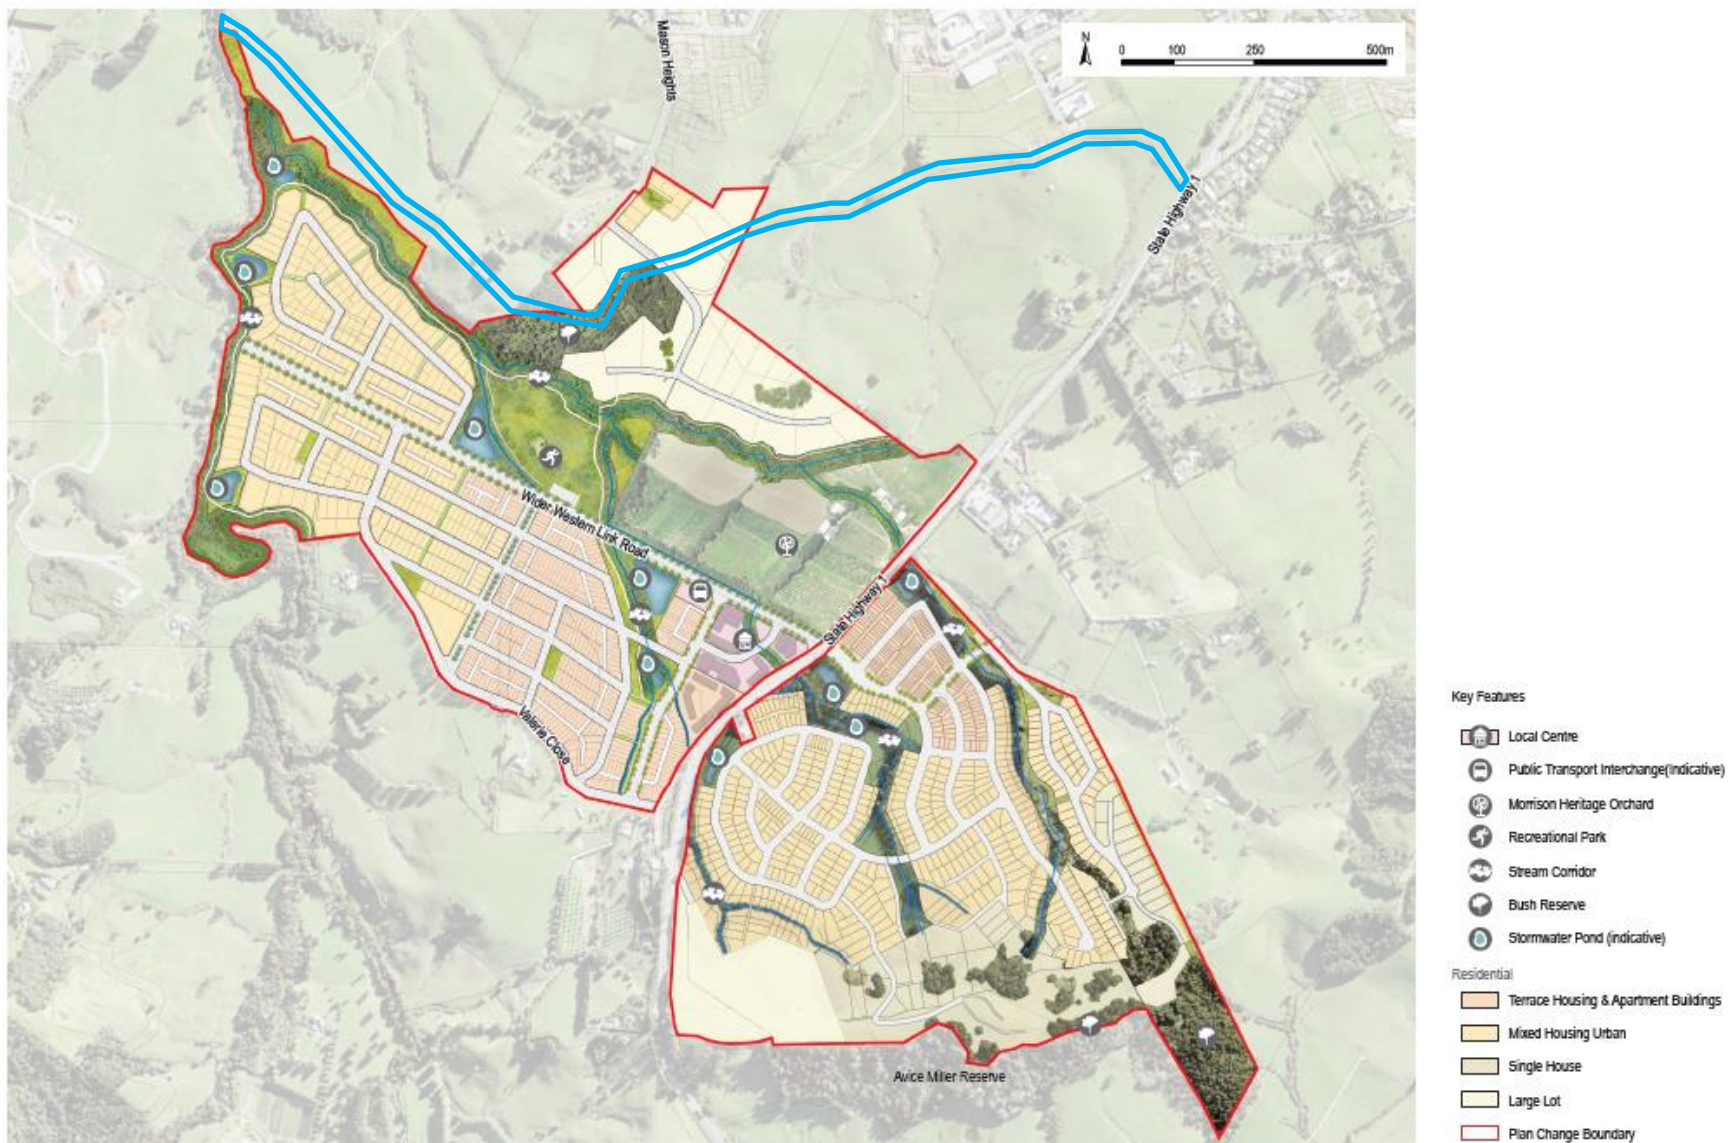 N
0 100 250 500m
Mason Heights
State Highway 1
Wider Western Link Road
State Highway 1
Valerie Close
Avice Miller Reserve
Key Features
Local Centre
Public Transport Interchange(Indicative)
Morrison Heritage Orchard
Recreational Park
Stream Corridor
Bush Reserve
Stormwater Pond (indicative)
Residential
Terrace Housing & Apartment Buildings
Mixed Housing Urban
Single House
Large Lot
Plan Change Boundary